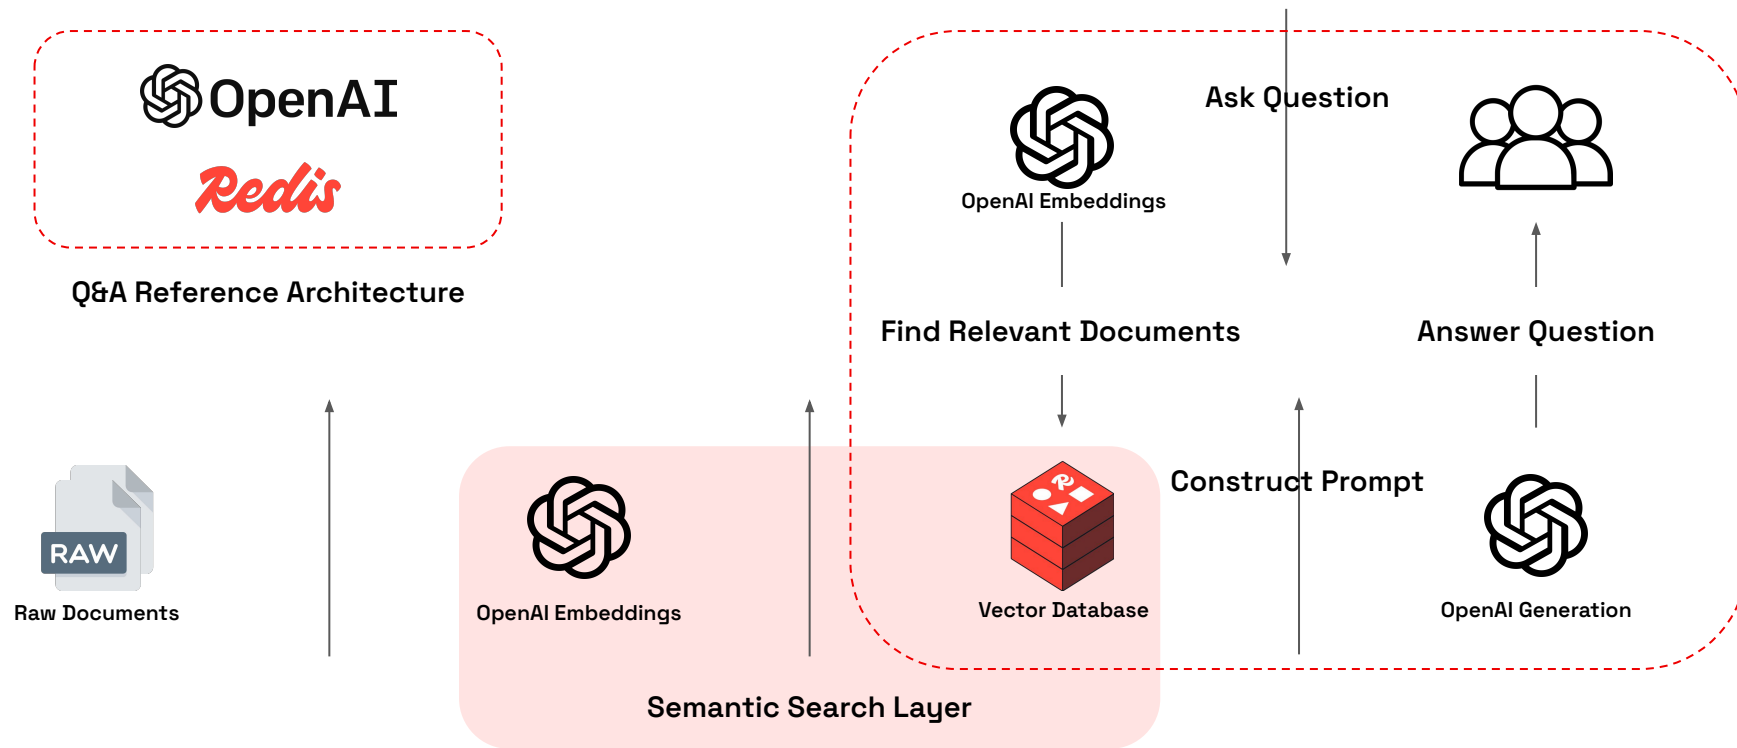 OpenAI
Redis
Q&A Reference Architecture
Ask Question
OpenAI Embeddings
Find Relevant Documents
Answer Question
RAW
Raw Documents
OpenAI Embeddings
Vector Database
Construct Prompt
OpenAI Generation
Semantic Search Layer